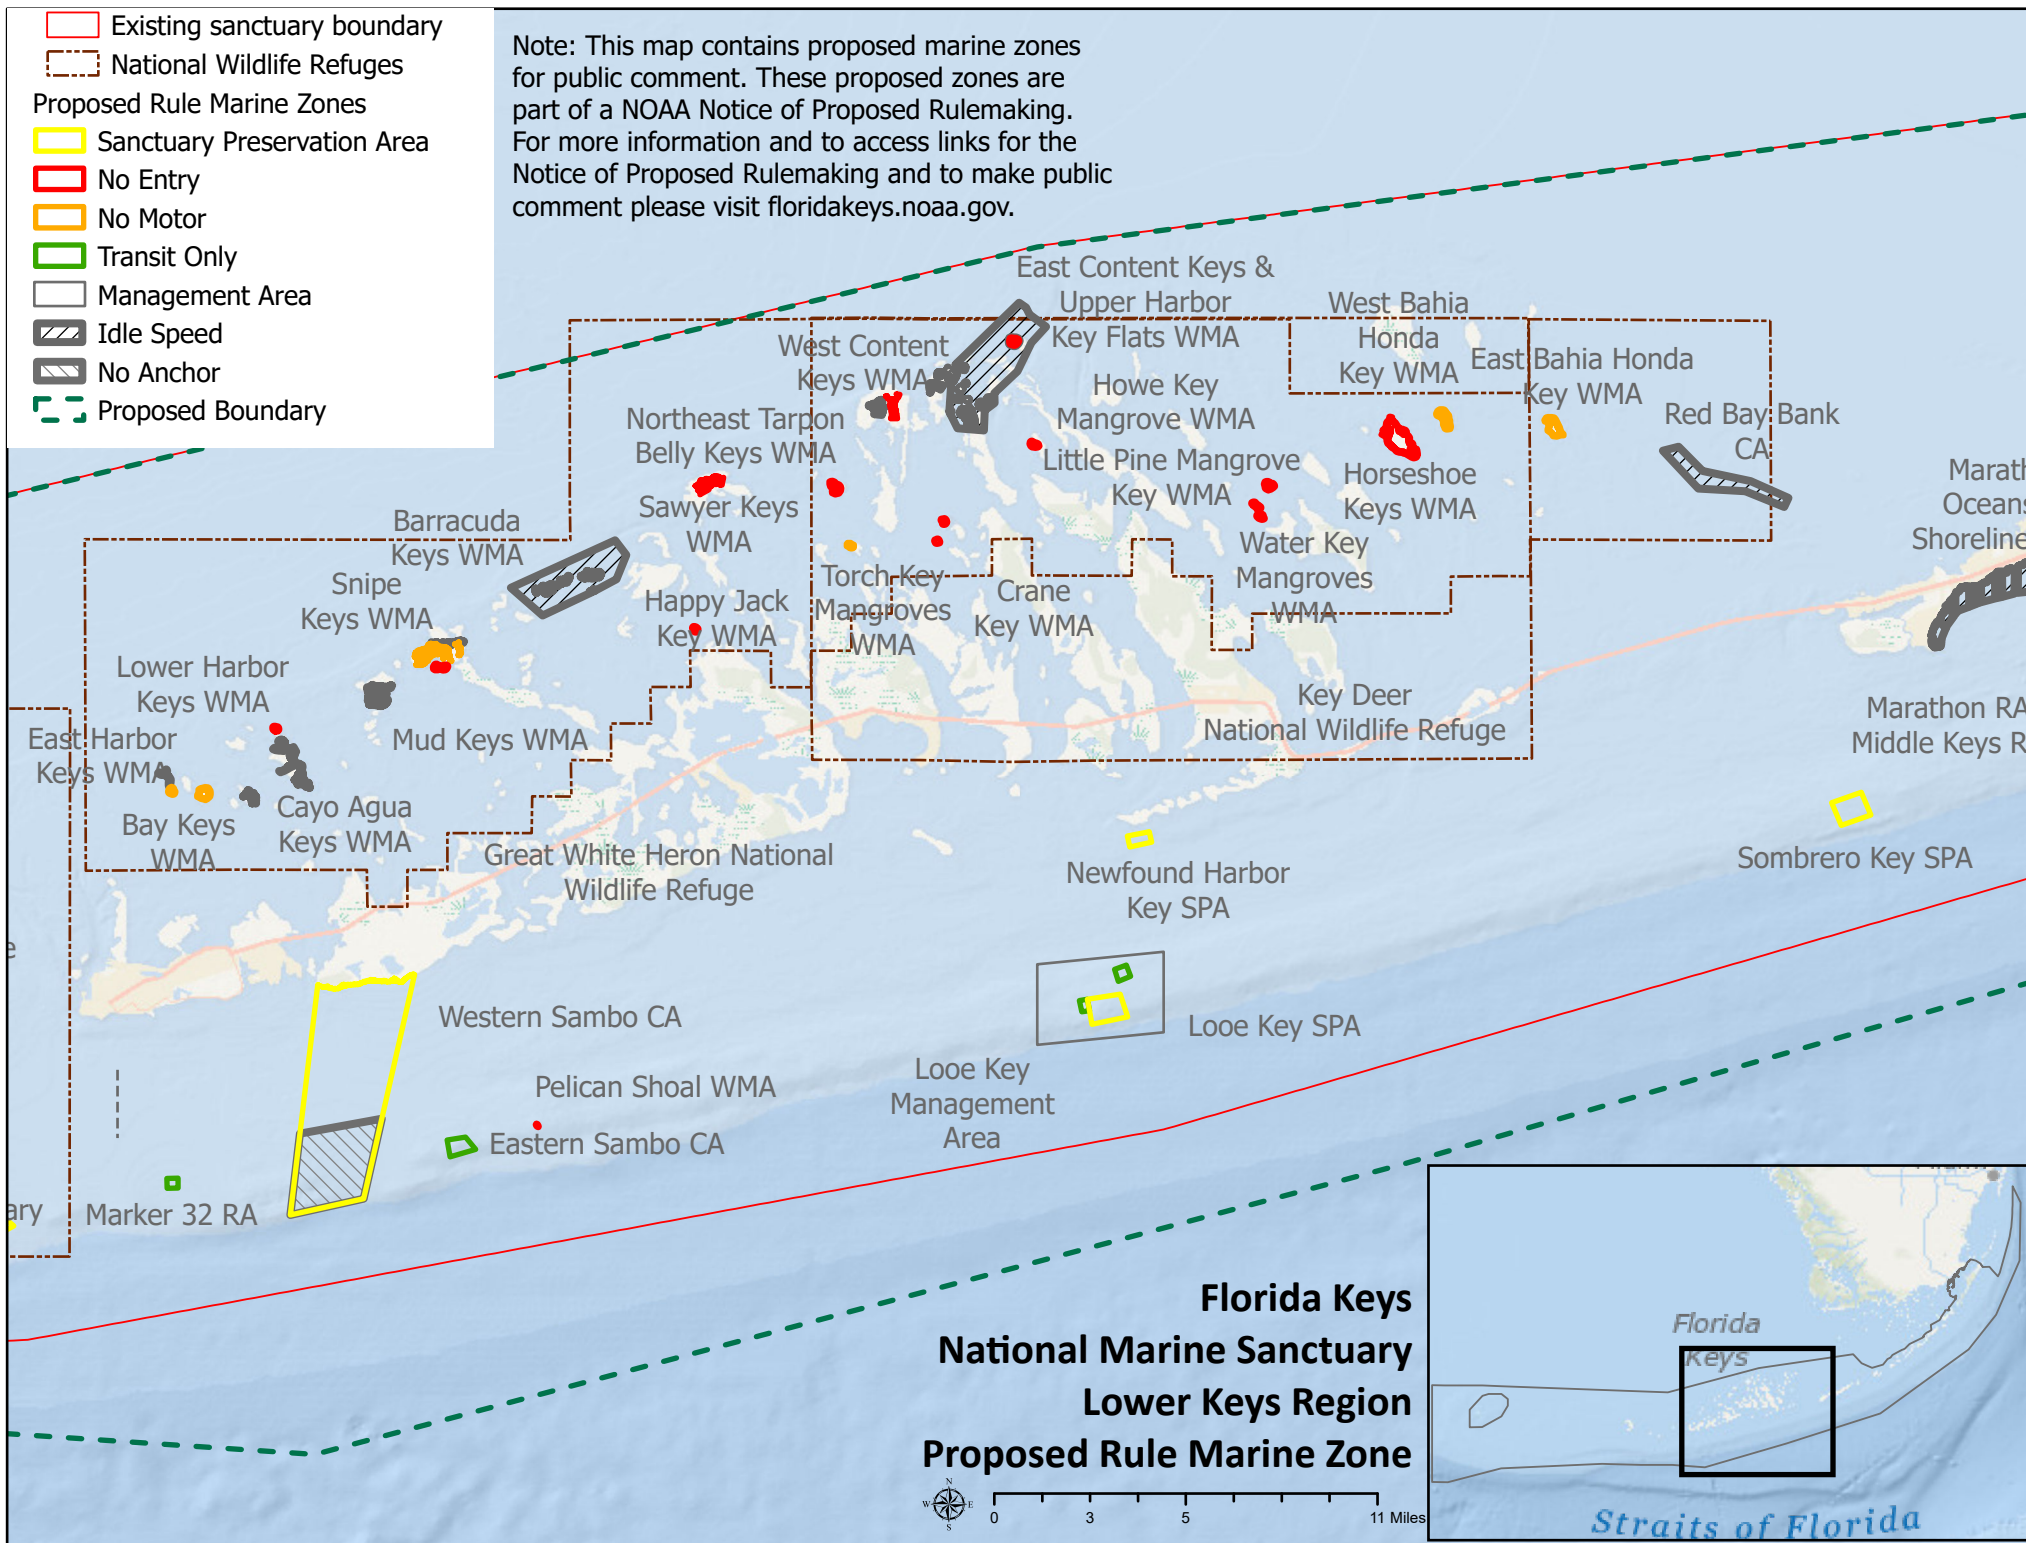 Existing sanctuary boundary
National Wildlife Refuges
Proposed Rule Marine Zones
Sanctuary Preservation Area
No Entry
No Motor
Transit Only
Management Area
Idle Speed
No Anchor
Proposed Boundary
Note: This map contains proposed marine zones
for public comment. These proposed zones are
part of a NOAA Notice of Proposed Rulemaking.
For more information and to access links for the
Notice of Proposed Rulemaking and to make public
comment please visit floridakeys.noaa.gov.
East Content Keys &
Upper Harbor
Key Flats WMA
West Content
Keys WMA
West Bahia
Honda
Key WMA
East Bahia Honda
Key WMA
Red Bay Bank
CA
Howe Key
Mangrove WMA
Northeast Tarpon
Belly Keys WMA
Little Pine Mangrove
Key WMA
Horseshoe
Keys WMA
Sawyer Keys
WMA
Barracuda
Keys WMA
Snipe
Keys WMA
Marath
Oceans
Shoreline
Water Key
Mangroves
WMA
Torch Key
Mangroves
WMA
Crane
Key WMA
Happy Jack
Key WMA
Lower Harbor
Keys WMA
East Harbor
Keys WMA
Mud Keys WMA
Key Deer
National Wildlife Refuge
Marathon RA
Middle Keys R
Bay Keys
WMA
Cayo Agua
Keys WMA
Great White Heron National
Wildlife Refuge
Newfound Harbor
Key SPA
Sombrero Key SPA
e
Western Sambo CA
Looe Key SPA
Pelican Shoal WMA
Looe Key
Management
Area
Eastern Sambo CA
ary
Marker 32 RA
Florida Keys
National Marine Sanctuary
Lower Keys Region
Proposed Rule Marine Zone
N
W E
S
0 3 5 11 Miles
Florida
Keys
Straits of Florida